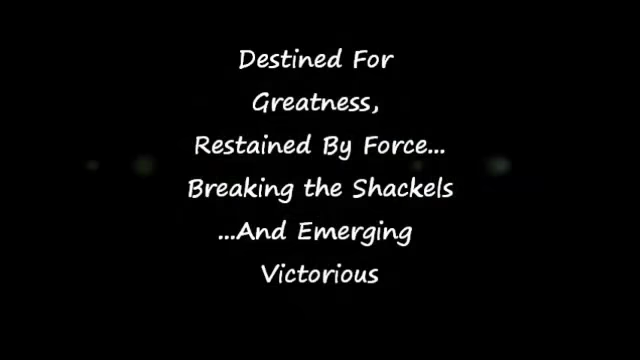 Destined For
Greatness,
Restained By Force...
Breaking the Shackels
...And Emerging
Victorious